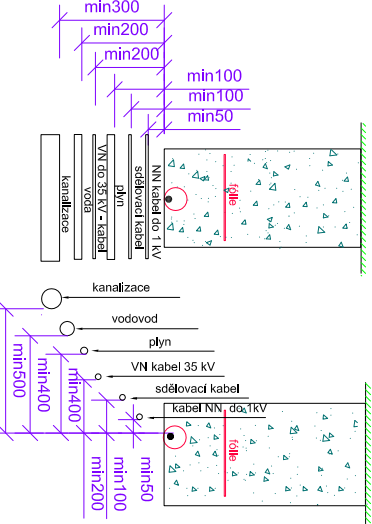 min300
min200
min200
min100
min100
min50
NN kabel do 1 kV
sdělovací kabel
plyn
VN do 35 kV - kabel
voda
kanalizace
fólie
kanalizace
vodovod
plyn
VN kabel 35 kV
sdělovací kabel
kabel NN do 1kV
fólie
min500
min400
min400
min200
min100
min50